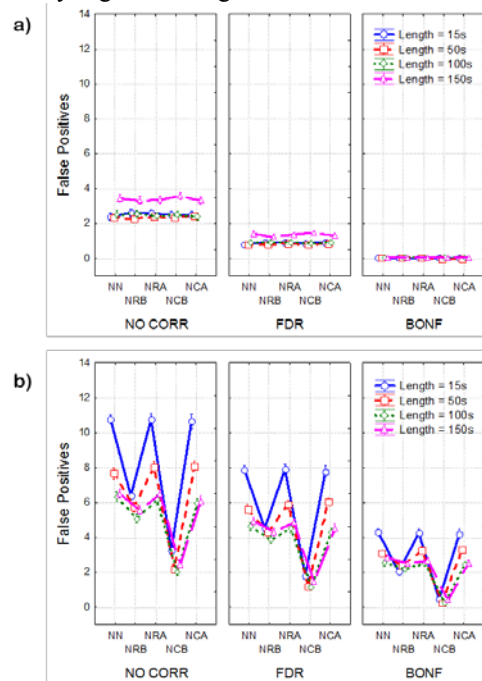 a)
False Positives
14
12
10
8
6
4
2
0
Length = 15s
Length = 50s
Length = 100s
Length = 150s
NN NRA NCA NN NRA NCA NN NRA NCA
NRB NCB NRB NCB NRB NCB
NO CORR FDR BONF
b)
False Positives
14
12
10
8
6
4
2
0
Length = 15s
Length = 50s
Length = 100s
Length = 150s
NN NRA NCA NN NRA NCA NN NRA NCA
NRB NCB NRB NCB NRB NCB
NO CORR FDR BONF